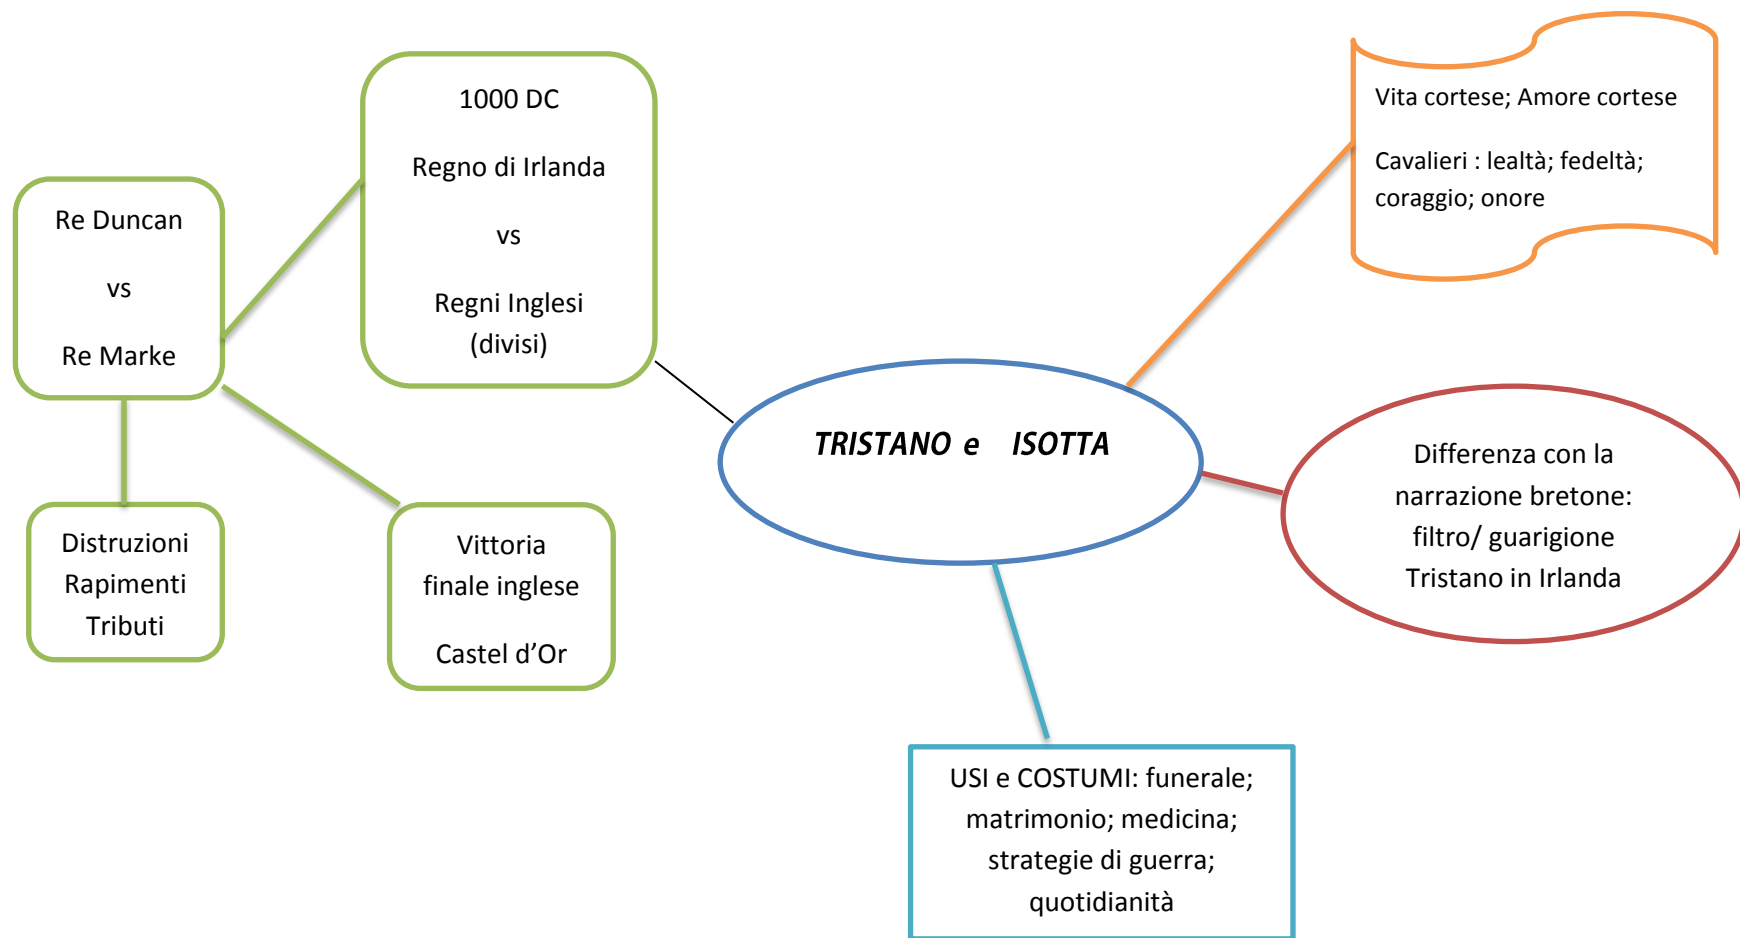 1000 DC
Regno di Irlanda
vs
Regni Inglesi
(divisi)
Re Duncan
vs
Re Marke
Distruzioni
Rapimenti
Tributi
Vittoria
finale inglese
Castel d’Or
TRISTANO e ISOTTA
Vita cortese; Amore cortese
Cavalieri : lealtà; fedeltà;
coraggio; onore
Differenza con la
narrazione bretone:
filtro/ guarigione
Tristano in Irlanda
USI e COSTUMI: funerale;
matrimonio; medicina;
strategie di guerra;
quotidianità